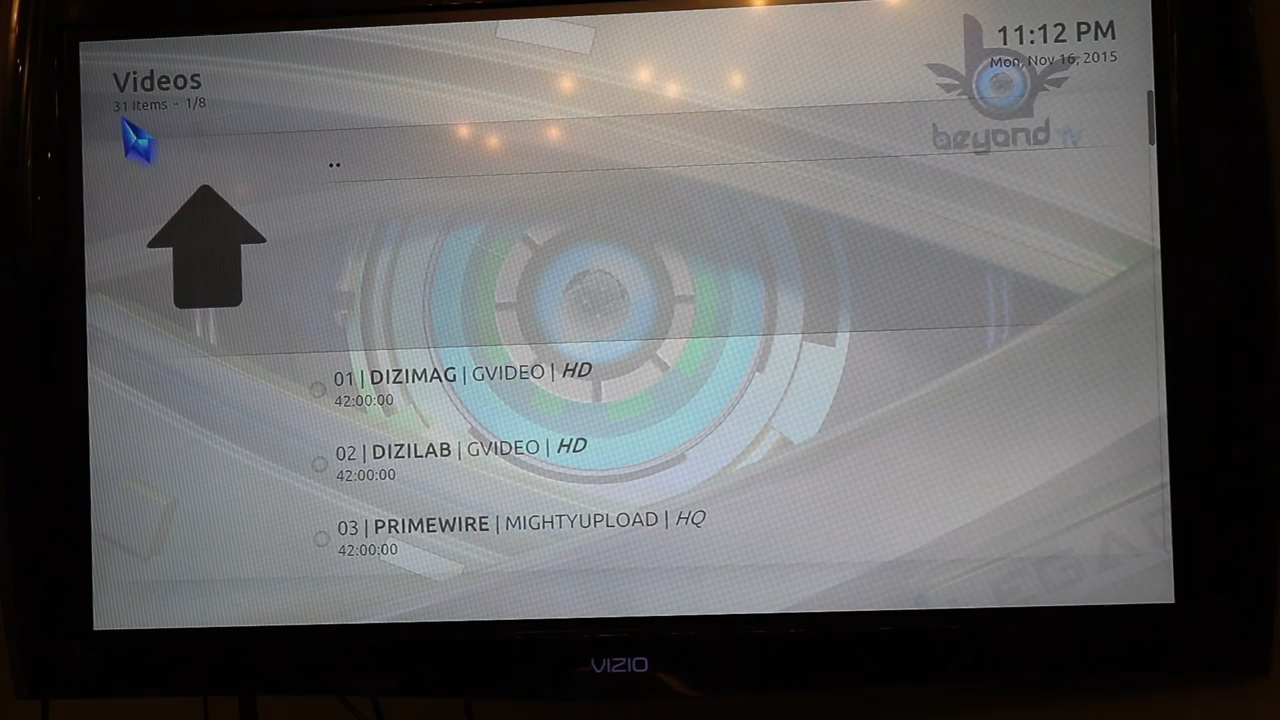 11:12 PM
Mon, Nov 16, 2015
Videos
31 Items - 1/8
beyond TV
..
01 | DIZIMAG | GVIDEO | HD
42:00:00
02 | DIZILAB | GVIDEO | HD
42:00:00
03 | PRIMEWIRE | MIGHTYUPLOAD | HQ
42:00:00
VIZIO